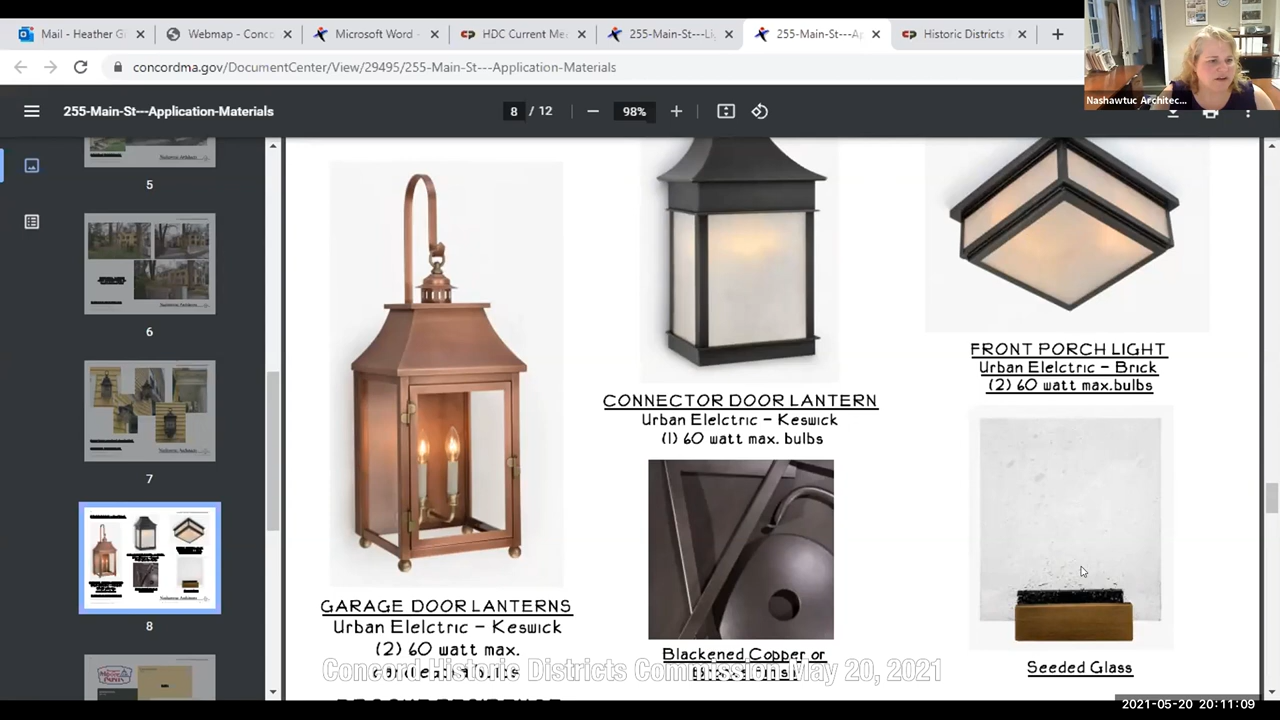 Mail - Heather G
Webmap - Conc
Microsoft Word -
HDC Current
255-Main-St---Li
255-Main-St---Ap
Historic Districts
concordma.gov/DocumentCenter/View/29495/255-Main-St---Application-Materials
Nashawtuc Architec...
255-Main-St---Application-Materials
8 / 12
98%
5
6
7
8
GARAGE DOOR LANTERNS
Urban Elelctric - Keswick
(2) 60 watt max.
CONNECTOR DOOR LANTERN
Urban Elelctric - Keswick
(1) 60 watt max. bulbs
Blackened Copper or
FRONT PORCH LIGHT
Urban Elelctric - Brick
(2) 60 watt max.bulbs
Seeded Glass
Concord Historic Districts Commission May 20, 2021
2021-05-20 20:11:09